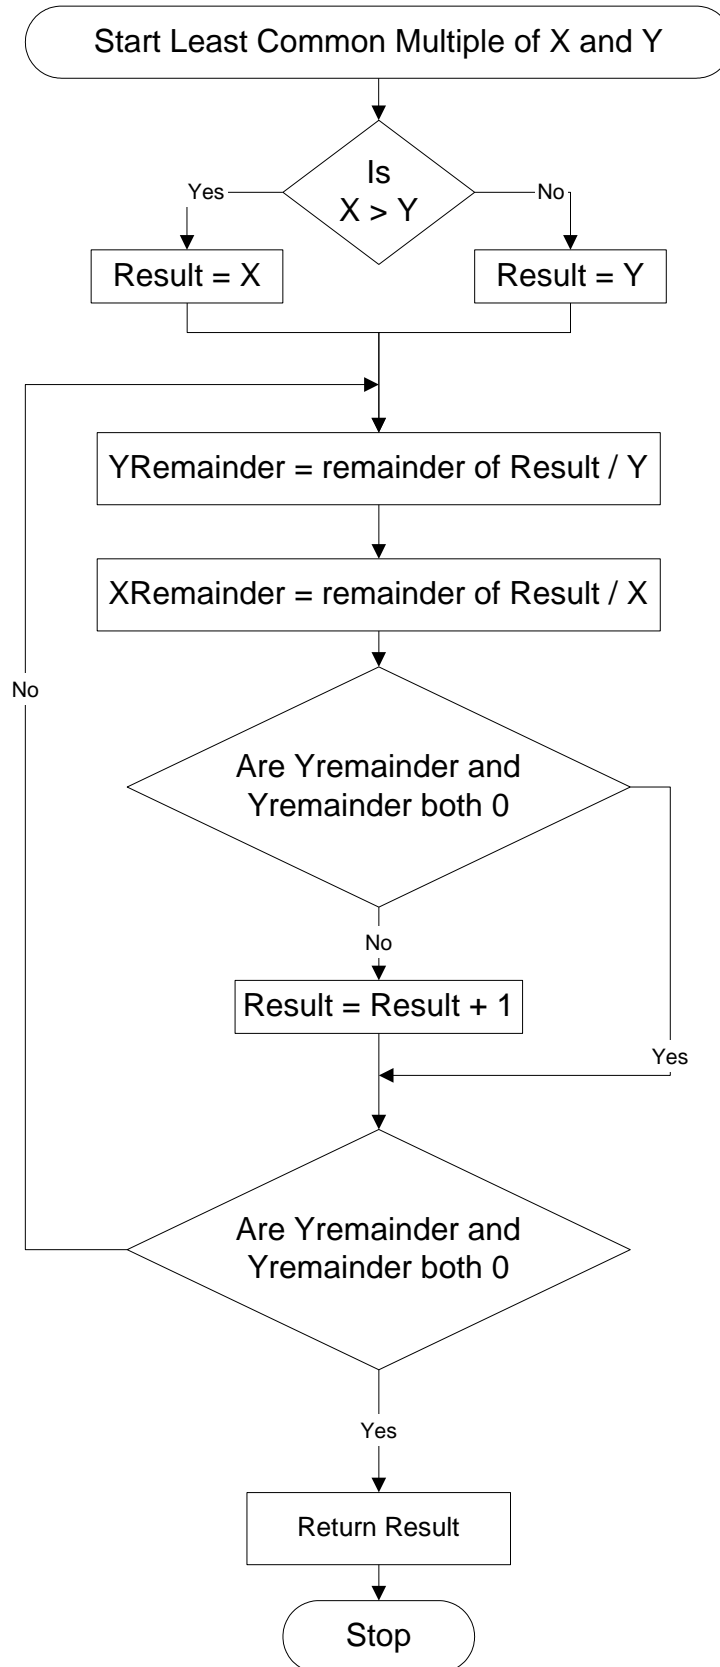 Start Least Common Multiple of X and Y
Is
X > Y
Yes
No
Result = X
Result = Y
YRemainder = remainder of Result / Y
XRemainder = remainder of Result / X
No
Are Yremainder and
Yremainder both 0
No
Result = Result + 1
Yes
Are Yremainder and
Yremainder both 0
Yes
Return Result
Stop